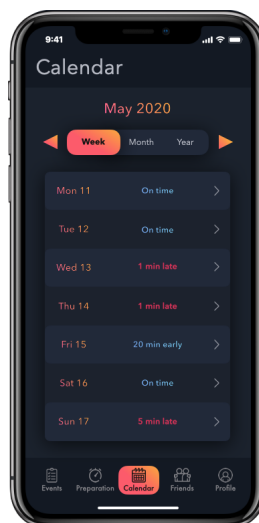 9:41
Calendar
May 2020
Week Month Year
Mon 11 On time
Tue 12 On time
Wed 13 1 min late
Thu 14 1 min late
Fri 15 20 min early
Sat 16 On time
Sun 17 5 min late
Events Preparation Calendar Friends Profile